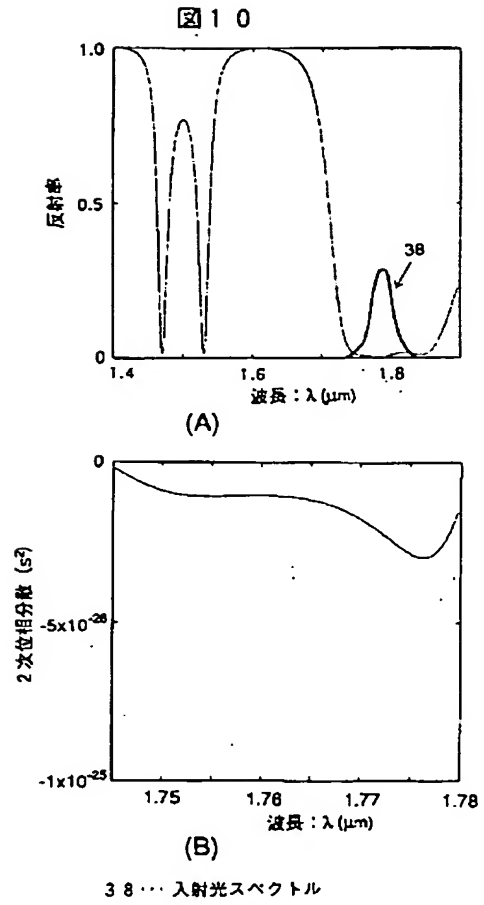 図10
1.0
0.5
0
反射率
38
1.4
1.6
1.8
波長:λ(μm)
(A)
0
-5x10⁻²⁶
-1x10⁻²⁵
2次位相分散 (s²)
1.75
1.76
1.77
1.78
波長:λ(μm)
(B)
38… 入射光スペクトル